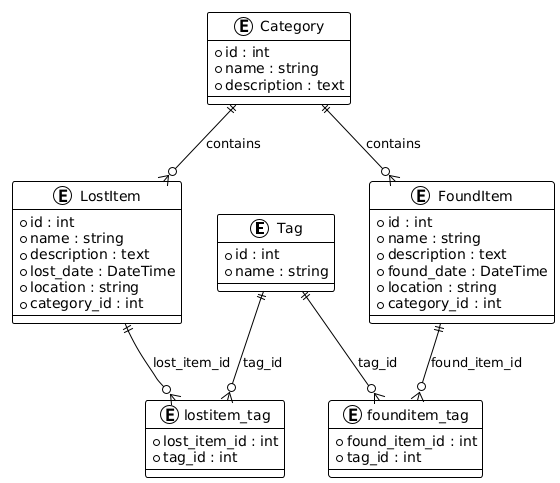 E Category
id : int
name : string
description : text
contains
contains
E LostItem
id : int
name : string
description : text
lost_date : DateTime
location : string
category_id : int
E Tag
id : int
name : string
E FoundItem
id : int
name : string
description : text
found_date : DateTime
location : string
category_id : int
lost_item_id
tag_id
tag_id
found_item_id
E lostitem_tag
lost_item_id : int
tag_id : int
E founditem_tag
found_item_id : int
tag_id : int